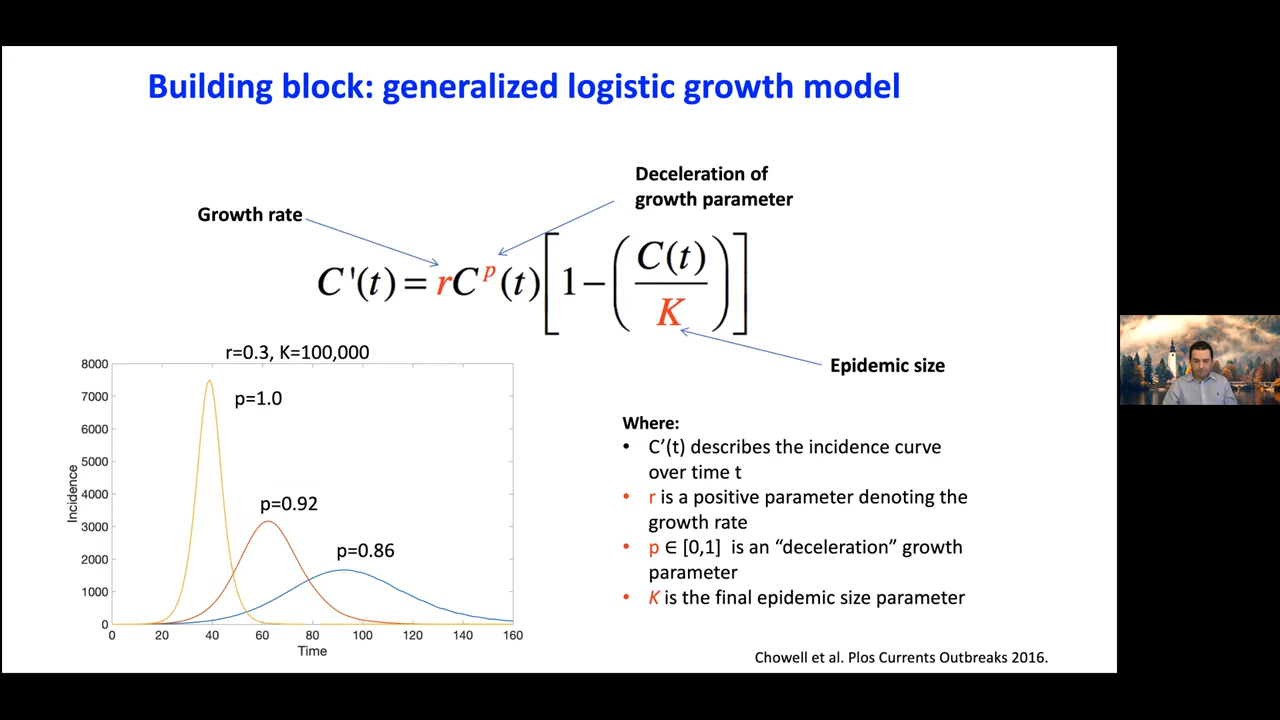 Building block: generalized logistic growth model
Deceleration of
growth parameter
Growth rate
C'(t) = rC^p(t)[1−(C(t)/K)]
Epidemic size
r=0.3, K=100,000
8000
7000
6000
5000
4000
3000
2000
1000
0
Incidence
p=1.0
p=0.92
p=0.86
0 20 40 60 80 100 120 140 160
Time
Where:
• C’(t) describes the incidence curve
over time t
• r is a positive parameter denoting the
growth rate
• p ∈ [0,1] is an “deceleration” growth
parameter
• K is the final epidemic size parameter
Chowell et al. Plos Currents Outbreaks 2016.